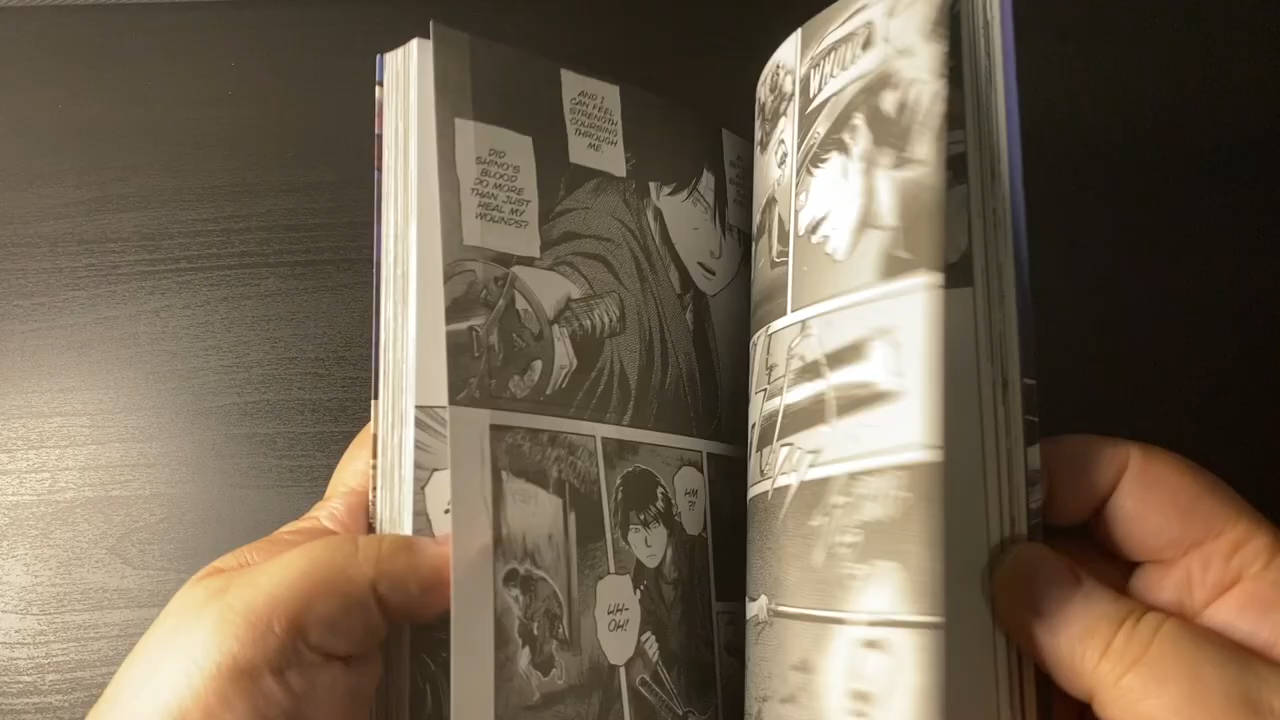 AND I
CAN FEEL
STRENGTH
COURSING
THROUGH
ME.
DID
SHINO'S
BLOOD
DO MORE
THAN JUST
HEAL MY
WOUNDS?
HM
?!
UH-
OH!